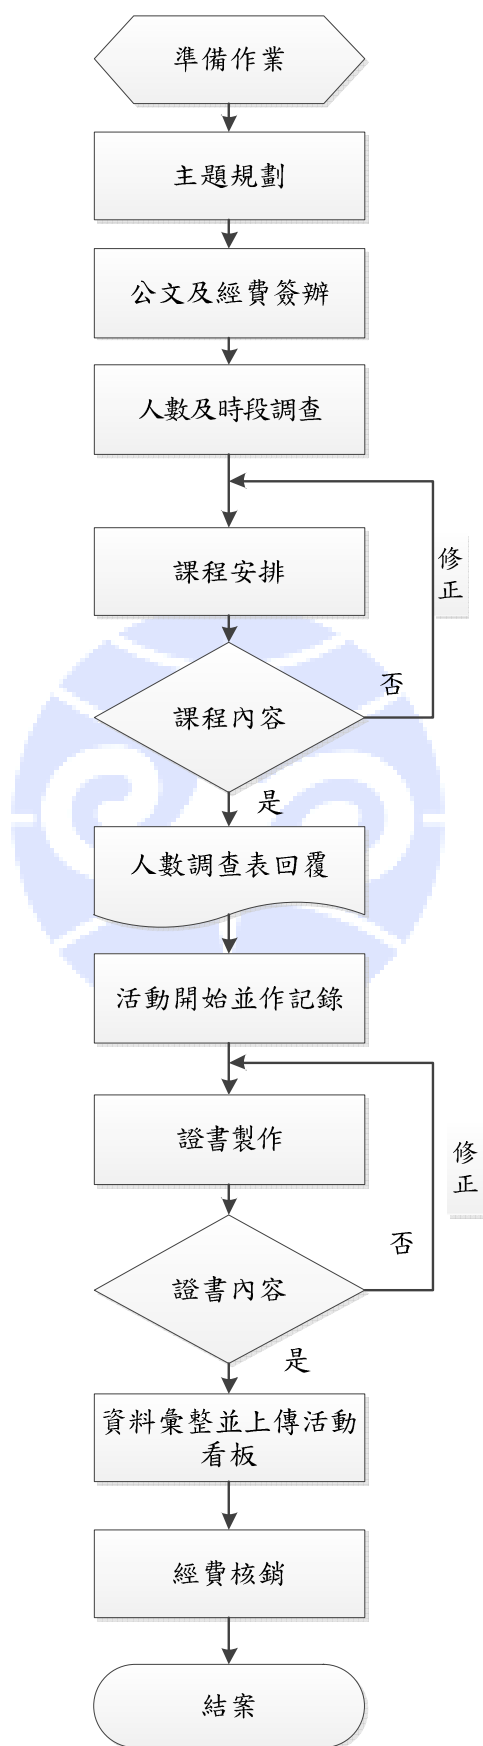 準備作業
主題規劃
公文及經費簽辦
人數及時段調查
課程安排
修
正
否
課程內容
是
人數調查表回覆
活動開始並作記錄
證書製作
修
正
否
證書內容
是
資料彙整並上傳活動
看板
經費核銷
結案